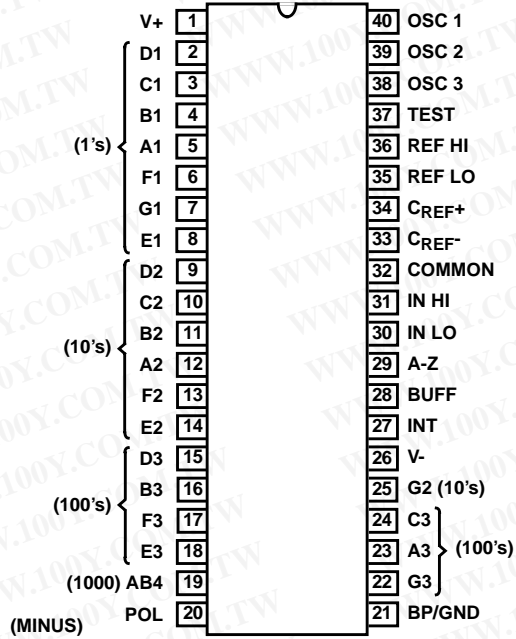 V+ 1 40 OSC 1
D1 2 39 OSC 2
C1 3 38 OSC 3
B1 4 37 TEST
(1's) A1 5 36 REF HI
F1 6 35 REF LO
G1 7 34 CREF+
E1 8 33 CREF-
D2 9 32 COMMON
C2 10 31 IN HI
B2 11 30 IN LO
(10's) A2 12 29 A-Z
F2 13 28 BUFF
E2 14 27 INT
D3 15 26 V-
B3 16 25 G2 (10's)
(100's) F3 17 24 C3
E3 18 23 A3 (100's)
(1000) AB4 19 22 G3
(MINUS) POL 20 21 BP/GND
WWW.100Y.COM.TW